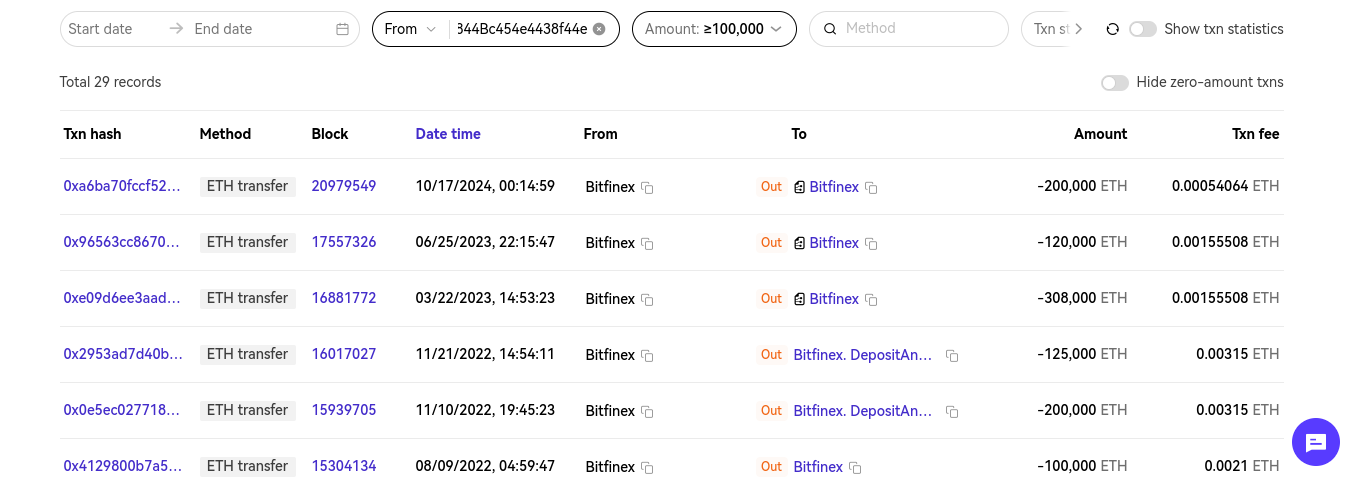 Start date End date From 844Bc454e4438f44e Amount: ≥100,000 Method Txn st Show txn statistics
Total 29 records Hide zero-amount txns
Txn hash Method Block Date time From To Amount Txn fee
0xa6ba70fccf52... ETH transfer 20979549 10/17/2024, 00:14:59 Bitfinex Out Bitfinex -200,000 ETH 0.00054064 ETH
0x96563cc8670... ETH transfer 17557326 06/25/2023, 22:15:47 Bitfinex Out Bitfinex -120,000 ETH 0.00155508 ETH
0xe09d6ee3aad... ETH transfer 16881772 03/22/2023, 14:53:23 Bitfinex Out Bitfinex -308,000 ETH 0.00155508 ETH
0x2953ad7d40b... ETH transfer 16017027 11/21/2022, 14:54:11 Bitfinex Out Bitfinex. DepositAn... -125,000 ETH 0.00315 ETH
0x0e5ec027718... ETH transfer 15939705 11/10/2022, 19:45:23 Bitfinex Out Bitfinex. DepositAn... -200,000 ETH 0.00315 ETH
0x4129800b7a5... ETH transfer 15304134 08/09/2022, 04:59:47 Bitfinex Out Bitfinex -100,000 ETH 0.0021 ETH